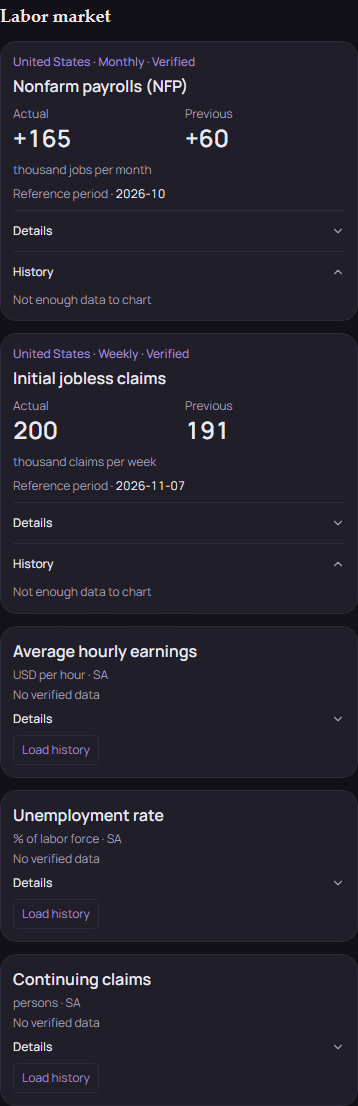 Labor market
United States · Monthly · Verified
Nonfarm payrolls (NFP)
Actual Previous
+165 +60
thousand jobs per month
Reference period · 2026-10
Details
History
Not enough data to chart
United States · Weekly · Verified
Initial jobless claims
Actual Previous
200 191
thousand claims per week
Reference period · 2026-11-07
Details
History
Not enough data to chart
Average hourly earnings
USD per hour · SA
No verified data
Details
Load history
Unemployment rate
% of labor force · SA
No verified data
Details
Load history
Continuing claims
persons · SA
No verified data
Details
Load history